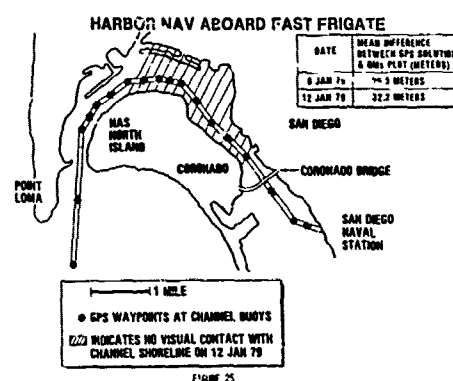 HARBOR NAV ABOARD FAST FRIGATE
DATE
MEAN DIFFERENCE
BETWEEN GPS SOLUTION
& QMs PLOT (METERS)
METERS
12 JAN 79
32.2 METERS
SAN DIEGO
NAS
NORTH
ISLAND
CORONADO
CORONADO BRIDGE
POINT
LOMA
SAN DIEGO
NAVAL
STATION
1 MILE
GPS WAYPOINTS AT CHANNEL BUOYS
INDICATES NO VISUAL CONTACT WITH
CHANNEL SHORELINE ON 12 JAN 79
FIGURE 25